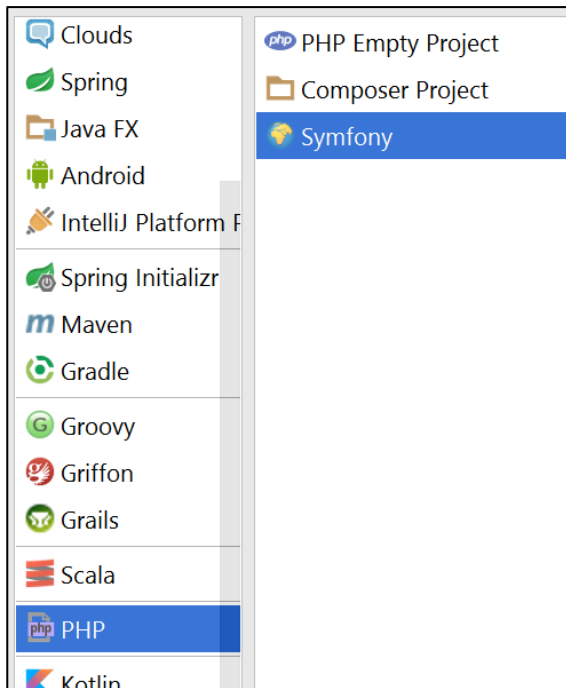 Clouds
Spring
Java FX
Android
IntelliJ Platform P
Spring Initializr
Maven
Gradle
Groovy
Griffon
Grails
Scala
PHP
Kotlin
PHP Empty Project
Composer Project
Symfony